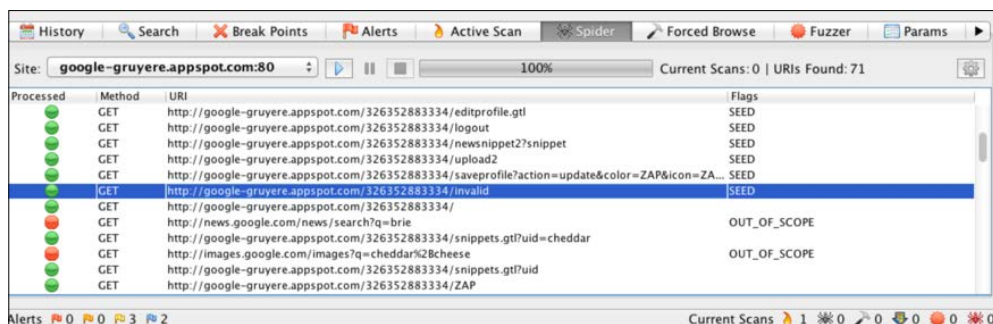 History Search Break Points Alerts Active Scan Spider Forced Browse Fuzzer Params
Site: google-gruyere.appspot.com:80 100% Current Scans: 0 | URIs Found: 71
Processed Method URI Flags
GET http://google-gruyere.appspot.com/326352883334/editprofile.gtl SEED
GET http://google-gruyere.appspot.com/326352883334/logout SEED
GET http://google-gruyere.appspot.com/326352883334/newsnippet2?snippet SEED
GET http://google-gruyere.appspot.com/326352883334/upload2 SEED
GET http://google-gruyere.appspot.com/326352883334/saveprofile?action=update&color=ZAP&icon=ZA... SEED
GET http://google-gruyere.appspot.com/326352883334/invalid SEED
GET http://google-gruyere.appspot.com/326352883334/
GET http://news.google.com/news/search?q=brie OUT_OF_SCOPE
GET http://google-gruyere.appspot.com/326352883334/snippets.gtl?uid=cheddar
GET http://images.google.com/images?q=cheddar%2Bcheese OUT_OF_SCOPE
GET http://google-gruyere.appspot.com/326352883334/snippets.gtl?uid
GET http://google-gruyere.appspot.com/326352883334/ZAP
Alerts 0 0 3 2 Current Scans 1 0 0 0 0 0